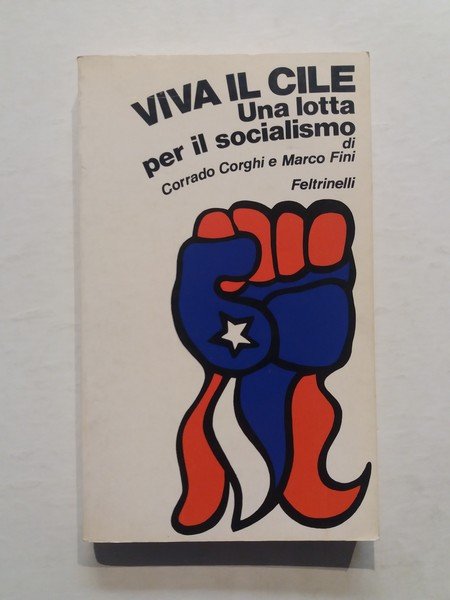 VIVA IL CILE
Una lotta
per il socialismo
di
Corrado Corghi e Marco Fini
Feltrinelli